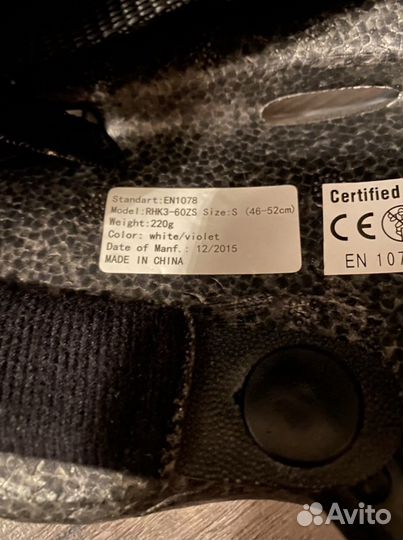 Standart:EN1078
Model:RHK3-60ZS Size:S (46-52cm)
Weight:220g
Color: white/violet
Date of Manf.: 12/2015
MADE IN CHINA
Certified
CE
EN 107
Avito